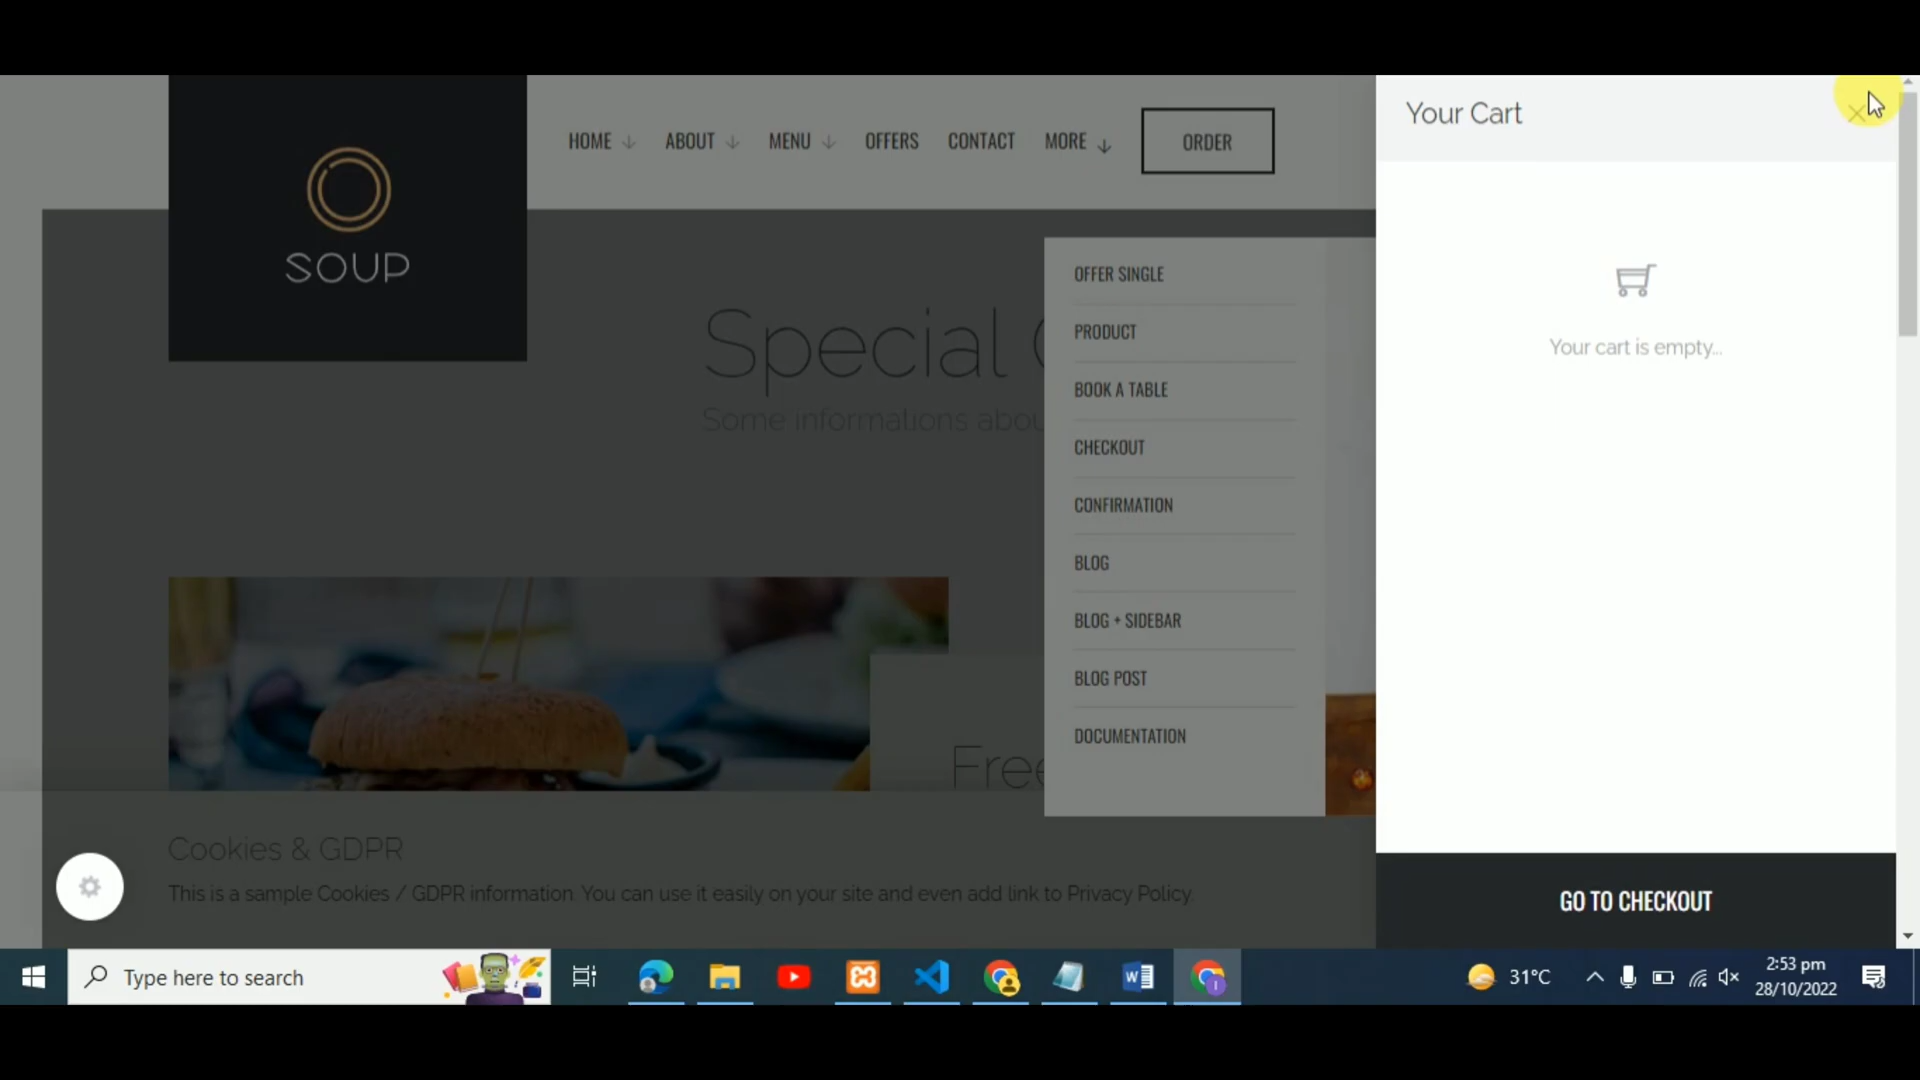 SOUP
HOME
ABOUT
MENU
OFFERS
CONTACT
MORE
ORDER
Your Cart
Your cart is empty...
GO TO CHECKOUT
Special
Some informations
OFFER SINGLE
PRODUCT
BOOK A TABLE
CHECKOUT
CONFIRMATION
BLOG
BLOG + SIDEBAR
BLOG POST
DOCUMENTATION
Free
Cookies & GDPR
This is a sample Cookies / GDPR information. You can use it easily on your site and even add link to Privacy Policy.
Type here to search
31°C
2:53 pm
28/10/2022